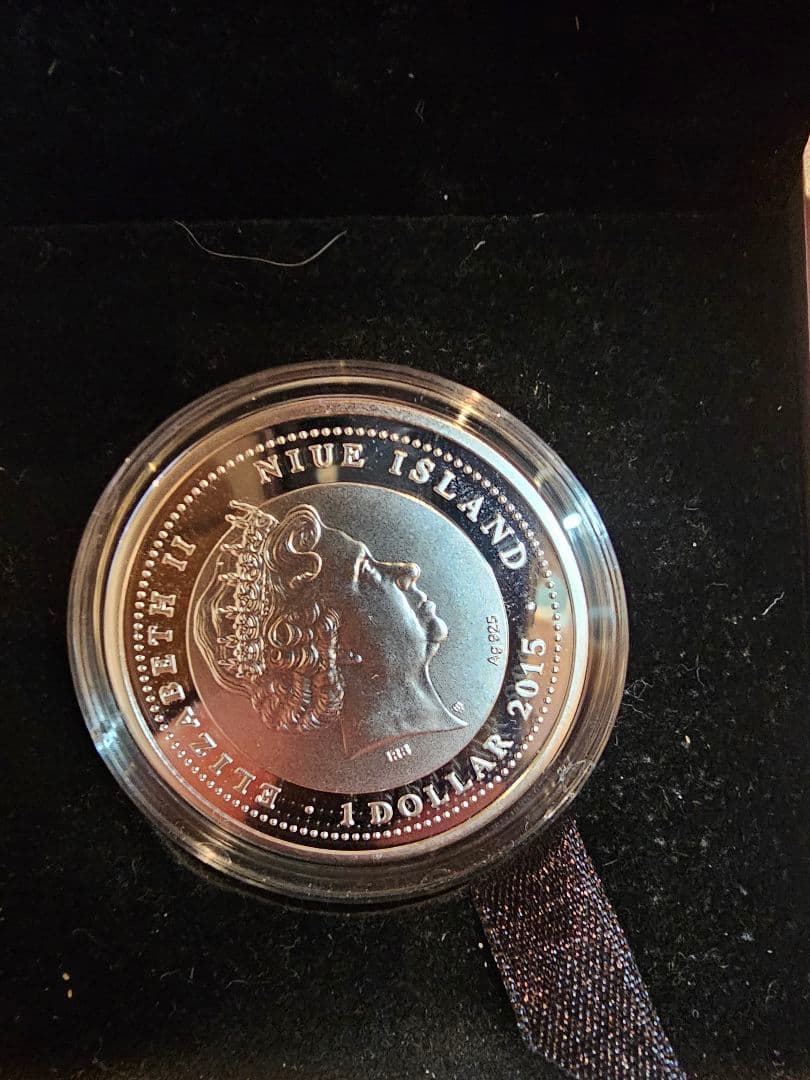 ELIZABETH II
NIUE ISLAND
1 DOLLAR 2015
Ag 925